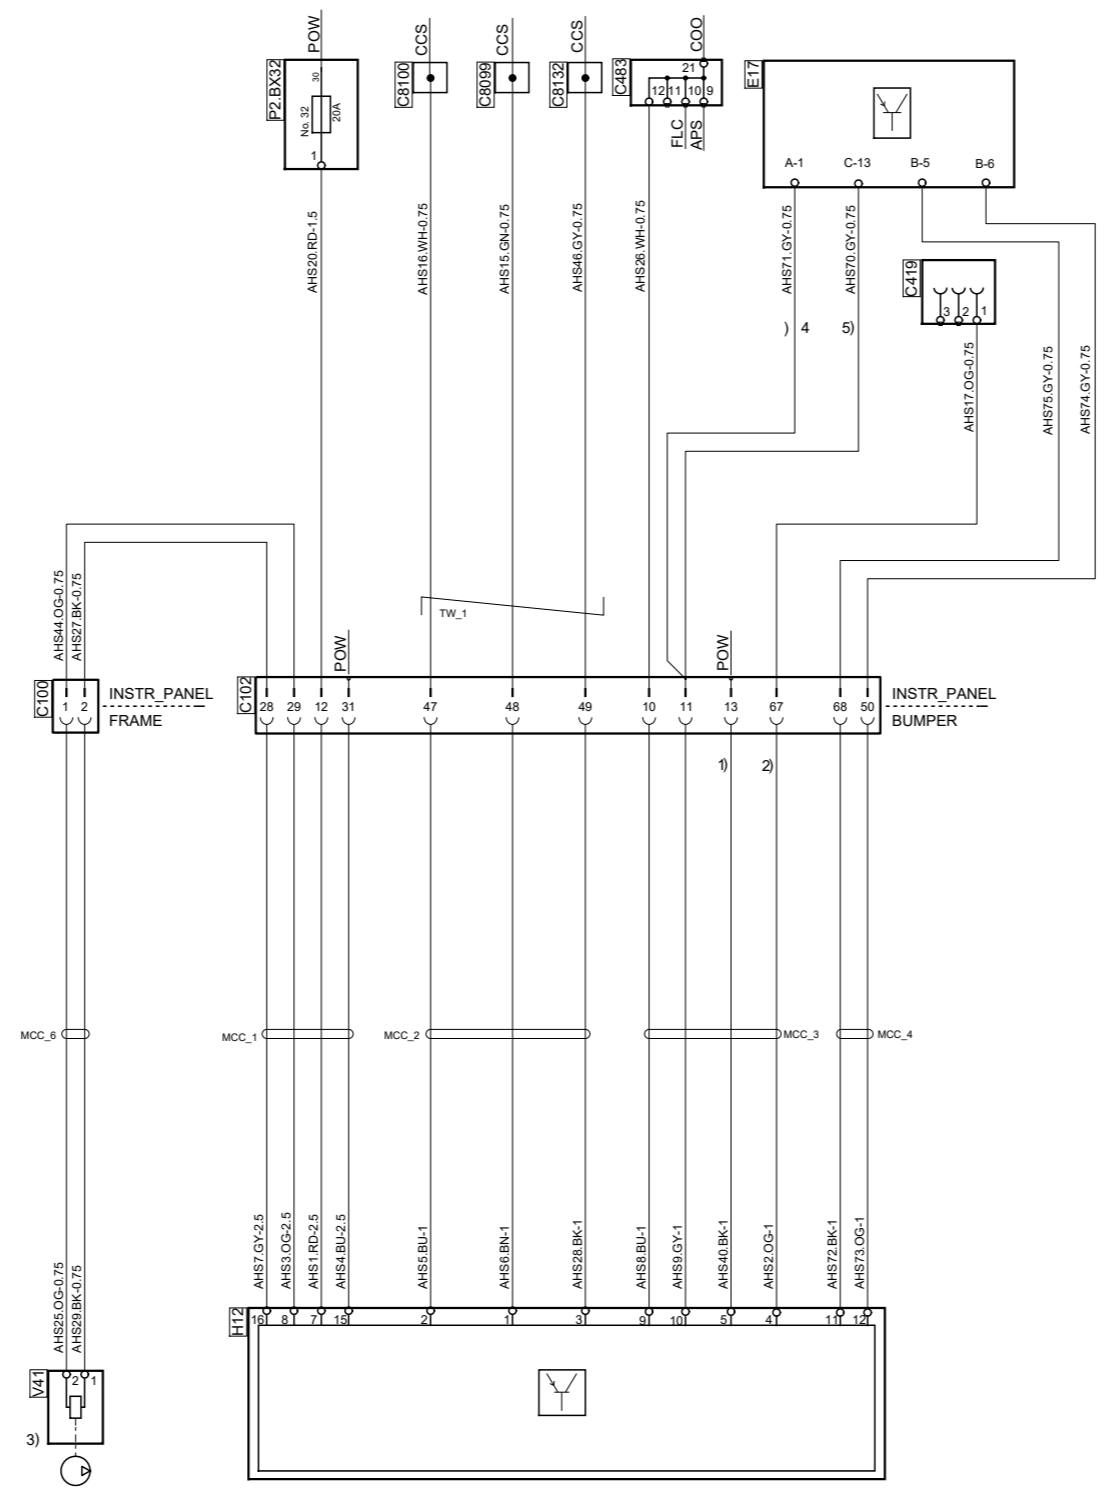 POW
CCS
CCS
CCS
COO
P2.BX32
30
No. 32
20A
1
C8100
C8099
C8132
C483
21
12
11
10
9
FLC
APS
E17
A-1
C-13
B-5
B-6
AHS20.RD-1.5
AHS16.WH-0.75
AHS15.GN-0.75
AHS46.GY-0.75
AHS26.WH-0.75
AHS71.GY-0.75
AHS70.GY-0.75
C419
3
2
1
) 4
5)
AHS17.OG-0.75
AHS75.GY-0.75
AHS74.GY-0.75
AHS44.OG-0.75
AHS27.BK-0.75
TW_1
POW
POW
C100
1
2
INSTR_PANEL
FRAME
C102
28
29
12
31
47
48
49
10
11
13
67
68
50
INSTR_PANEL
BUMPER
1)
2)
MCC_6
MCC_1
MCC_2
MCC_3
MCC_4
AHS25.OG-0.75
AHS29.BK-0.75
AHS7.GY-2.5
AHS3.OG-2.5
AHS1.RD-2.5
AHS4.BU-2.5
AHS5.BU-1
AHS6.BN-1
AHS28.BK-1
AHS8.BU-1
AHS9.GY-1
AHS40.BK-1
AHS2.OG-1
AHS72.BK-1
AHS73.OG-1
H12
16
8
7
15
2
1
3
9
10
5
4
11
12
V41
2
1
3)